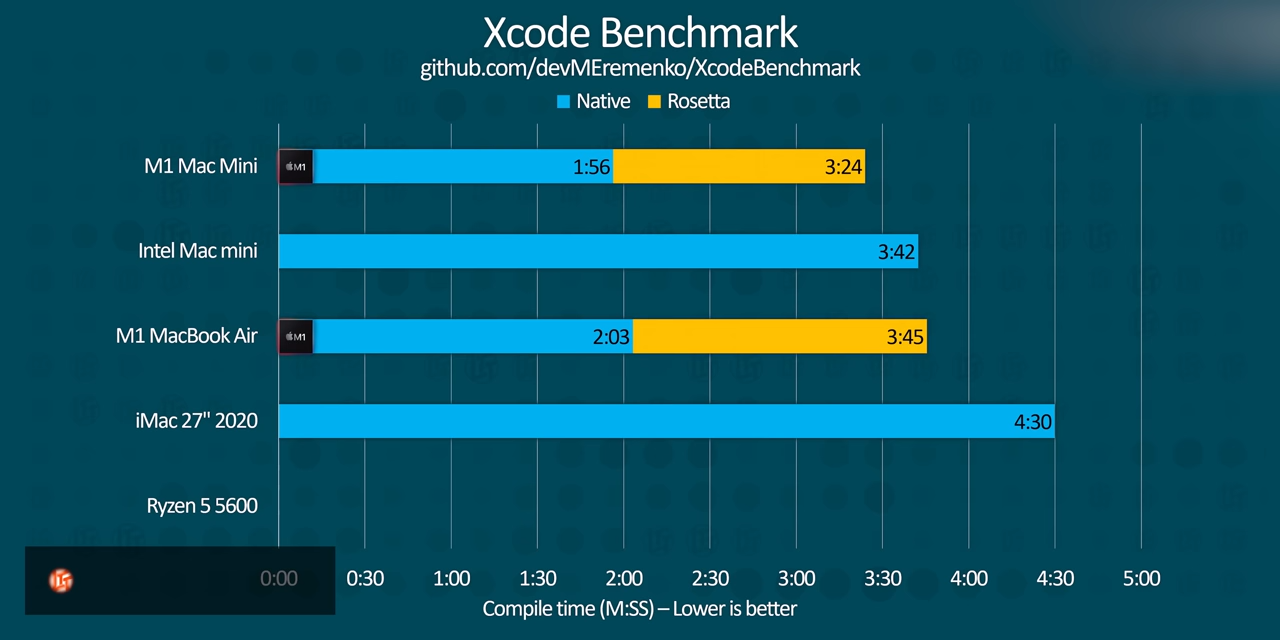 Xcode Benchmark
github.com/devMEremenko/XcodeBenchmark
Native Rosetta
M1 Mac Mini M1 1:56 3:24
Intel Mac mini 3:42
M1 MacBook Air M1 2:03 3:45
iMac 27" 2020 4:30
Ryzen 5 5600
0:00 0:30 1:00 1:30 2:00 2:30 3:00 3:30 4:00 4:30 5:00
Compile time (M:SS) – Lower is better